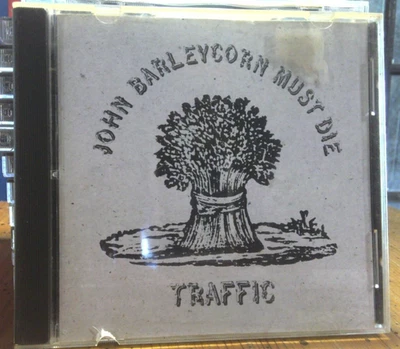 JOHN BARLEYCORN MUST DIE
TRAFFIC